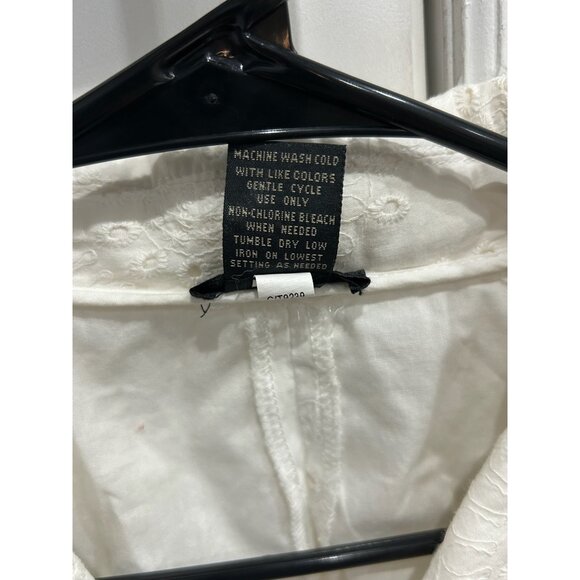 MACHINE WASH COLD
WITH LIKE COLORS
GENTLE CYCLE
USE ONLY
NON-CHLORINE BLEACH
WHEN NEEDED
TUMBLE DRY LOW
IRON ON LOWEST
SETTING AS NEEDED